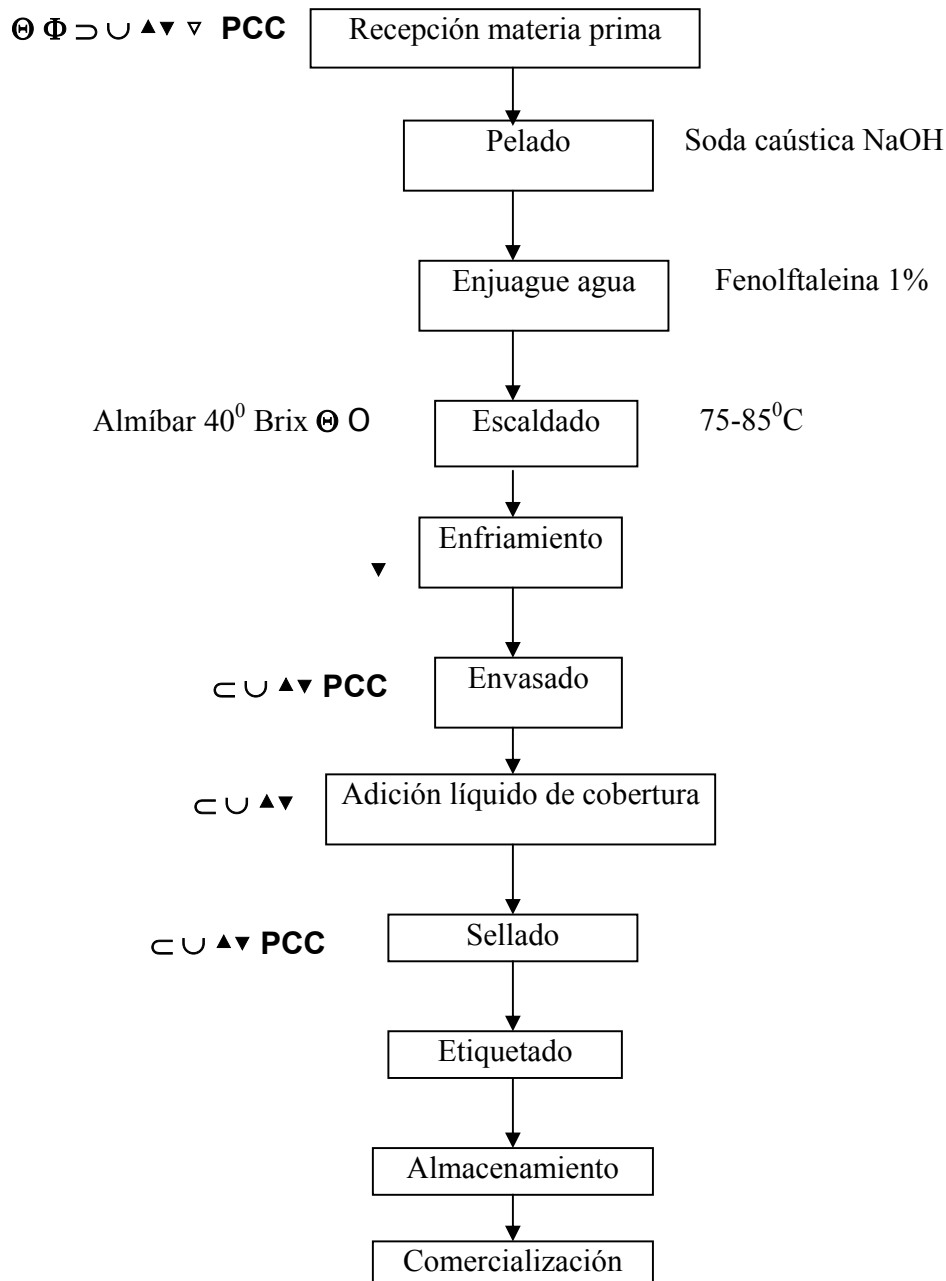 Θ Φ ⊃ ∪ ▲▼ ▽ PCC Recepción materia prima
Pelado Soda caústica NaOH
Enjuague agua Fenolftaleina 1%
Almíbar 40⁰ Brix Θ O Escaldado 75-85⁰C
Enfriamiento
▼
⊂ ∪ ▲▼ PCC Envasado
⊂ ∪ ▲▼ Adición líquido de cobertura
⊂ ∪ ▲▼ PCC Sellado
Etiquetado
Almacenamiento
Comercialización